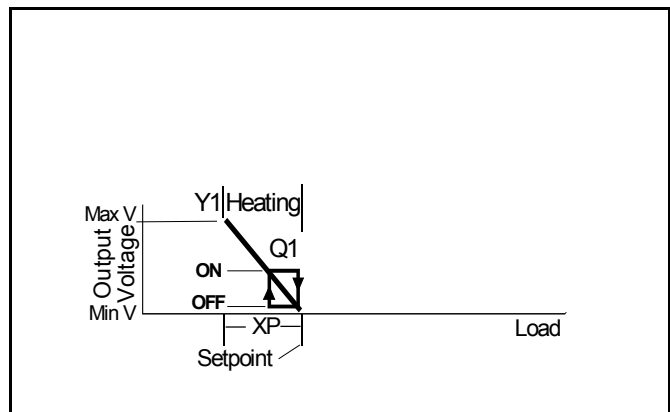 Y1 Heating
Max V
Output
Voltage
Q1
ON
OFF
Min V
XP
Load
Setpoint